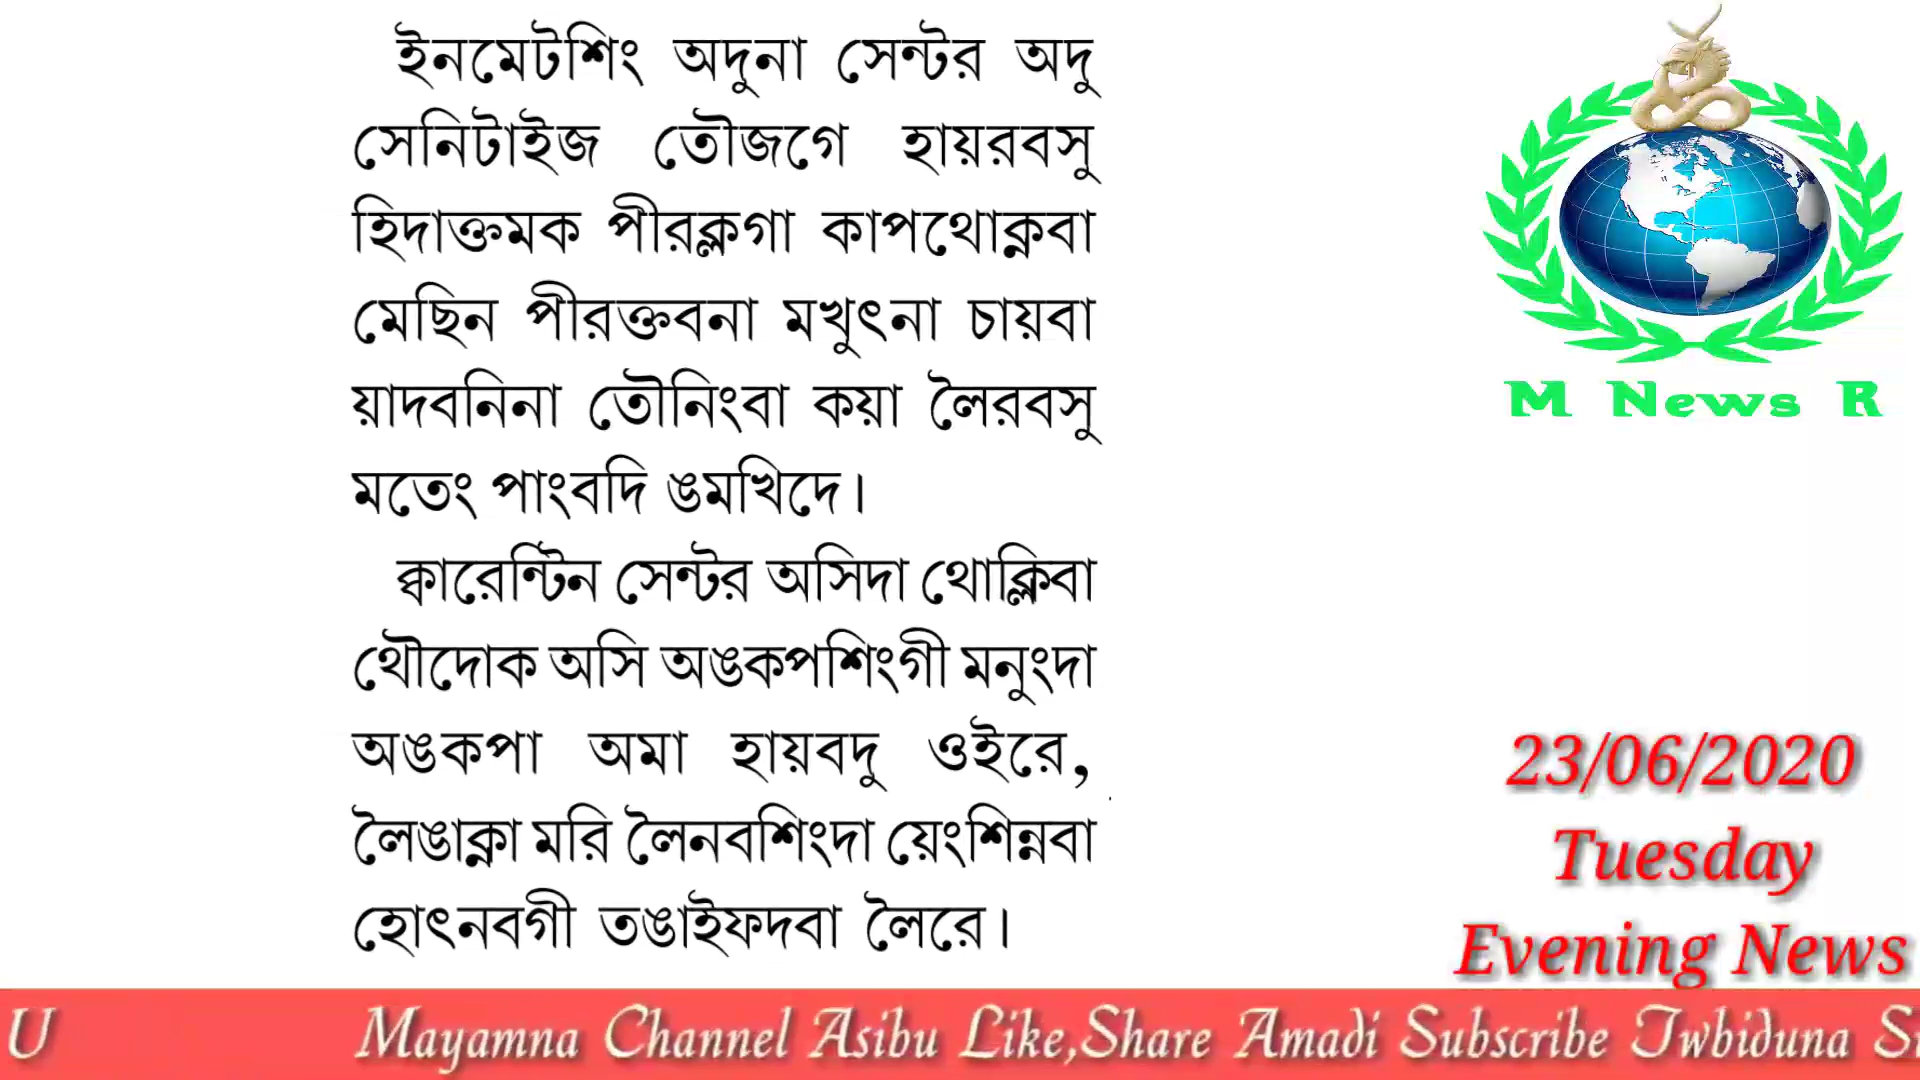 ইনমেটশিং অদুনা সেন্টর অদু
সেনিটাইজ তৌজগে হায়রবসু
হিদাক্তমক পীরক্লগা কাপথোক্নবা
মেছিন পীরক্তবনা মখুৎনা চায়বা
য়াদবনিনা তৌনিংবা কয়া লৈরবসু
মতেং পাংবদি ঙমখিদে।
ক্বারেন্টিন সেন্টর অসিদা থোক্লিবা
থৌদোক অসি অঙকপশিংগী মনুংদা
অঙকপা অমা হায়বদু ওইরে,
লৈঙাক্না মরি লৈনবশিংদা য়েংশিন্নবা
হোৎনবগী তঙাইফদবা লৈরে।
M News R
23/06/2020
Tuesday
Evening News
U Mayamna Channel Asibu Like,Share Amadi Subscribe Twbiduna